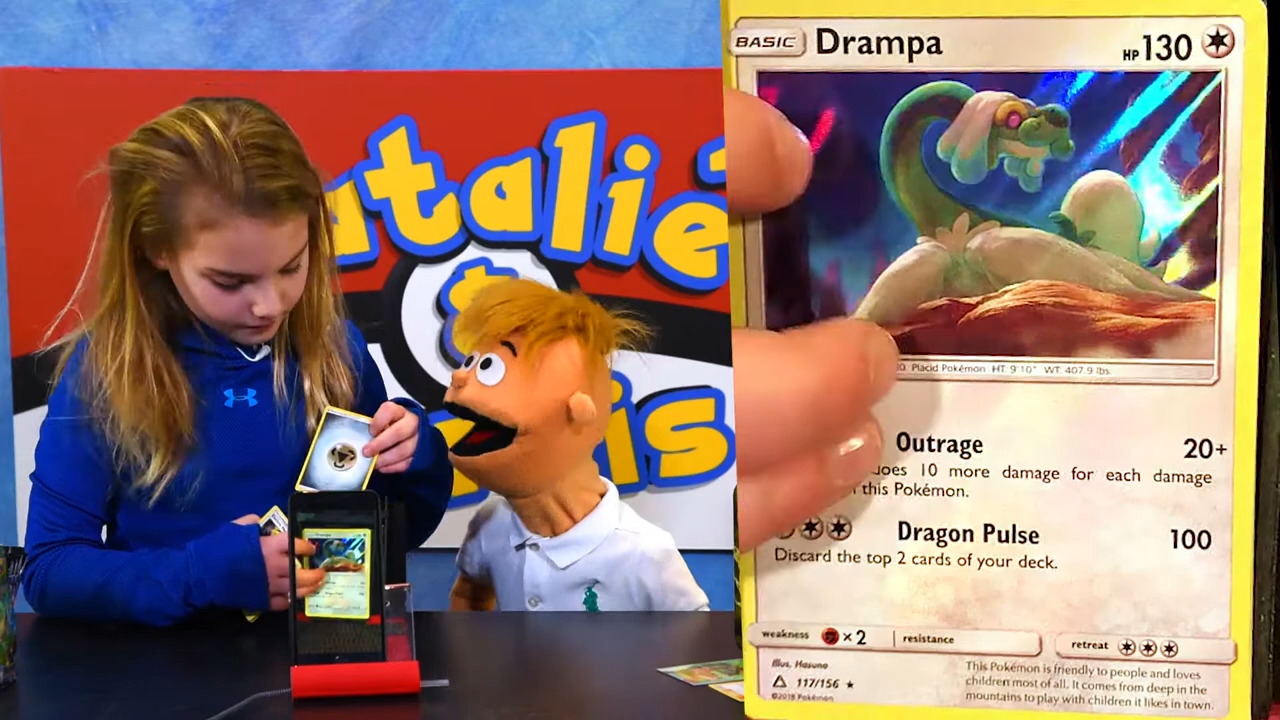 atalie
&
is
BASIC Drampa HP 130
Placid Pokémon HT: 9'10" WT: 407.9 lbs.
Outrage 20+
does 10 more damage for each damage
this Pokémon.
Dragon Pulse 100
Discard the top 2 cards of your deck.
weakness ×2 resistance retreat
Illus. Hasuno
117/156 ★
©2018 Pokémon
This Pokémon is friendly to people and loves
children most of all. It comes from deep in the
mountains to play with children it likes in town.